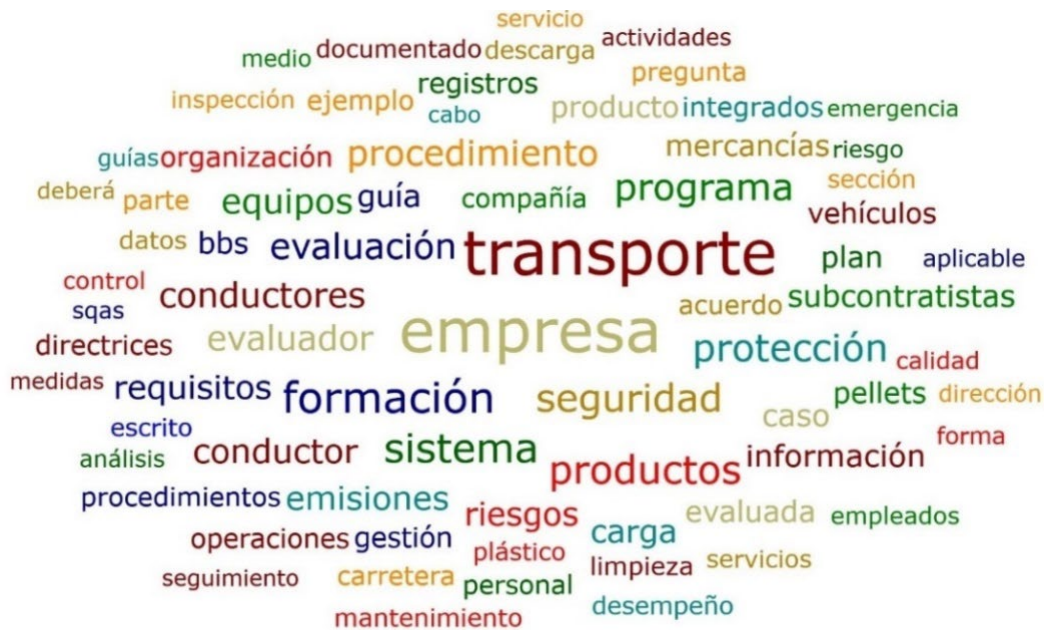 servicio
medio documentado descarga actividades
registros pregunta
inspección ejemplo cabo producto integrados emergencia
guías organización procedimiento mercancías riesgo
deberá parte equipos guía compañía programa sección
vehículos
datos bbs evaluación transporte plan aplicable
control conductores acuerdo subcontratistas
sqas
directrices evaluador empresa protección calidad
medidas requisitos formación seguridad pellets dirección
caso
escrito forma
análisis conductor sistema productos información
procedimientos emisiones riesgos evaluada empleados
operaciones gestión carga
plástico limpieza servicios
seguimiento carretera personal
mantenimiento desempeño